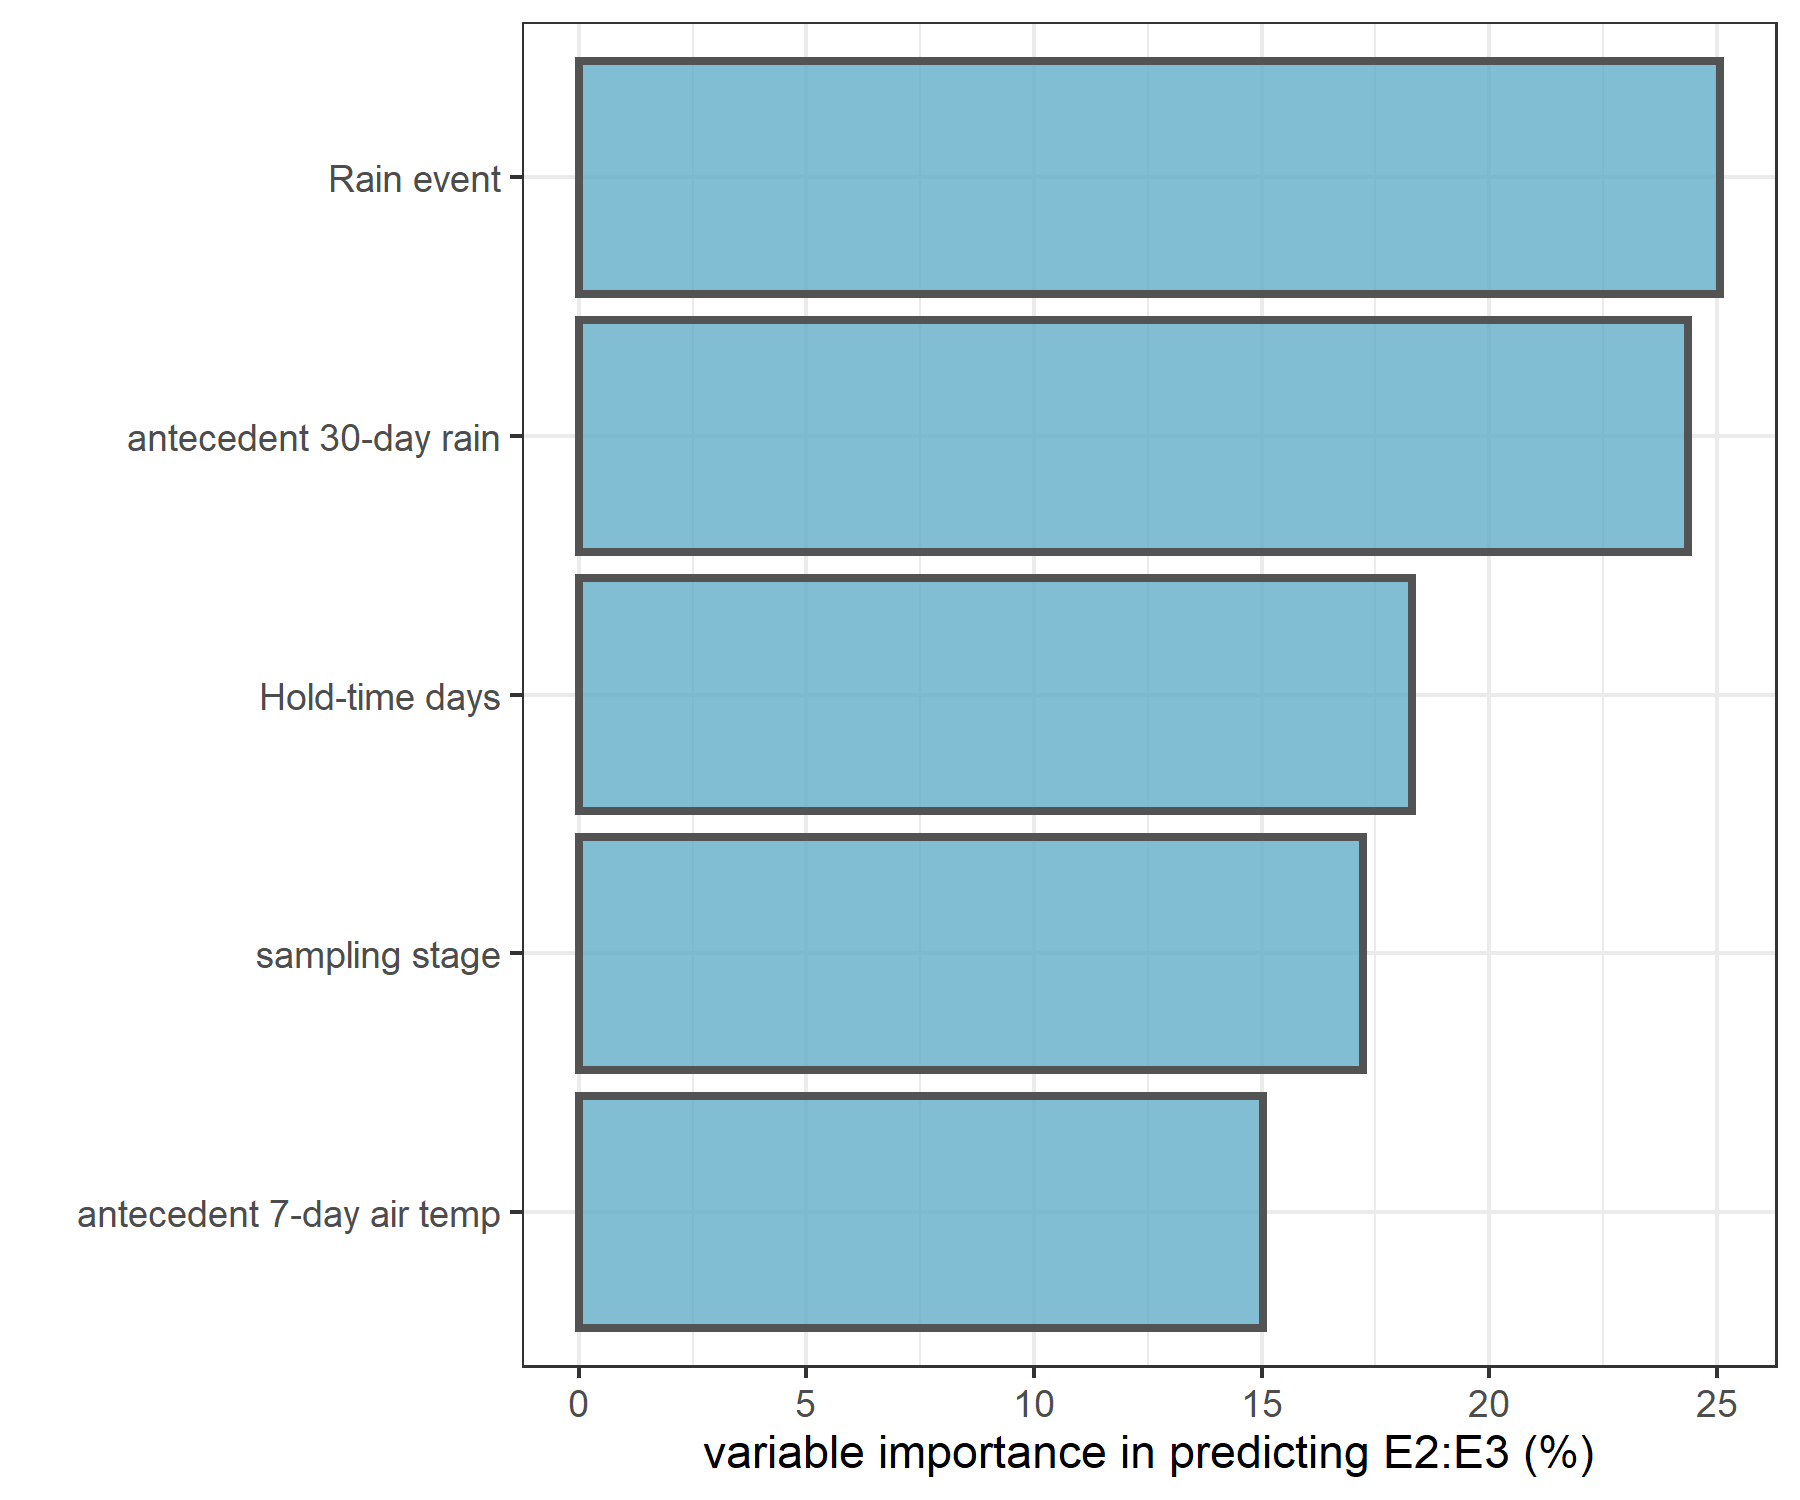 Rain event
antecedent 30-day rain
Hold-time days
sampling stage
antecedent 7-day air temp
0 5 10 15 20 25
variable importance in predicting E2:E3 (%)